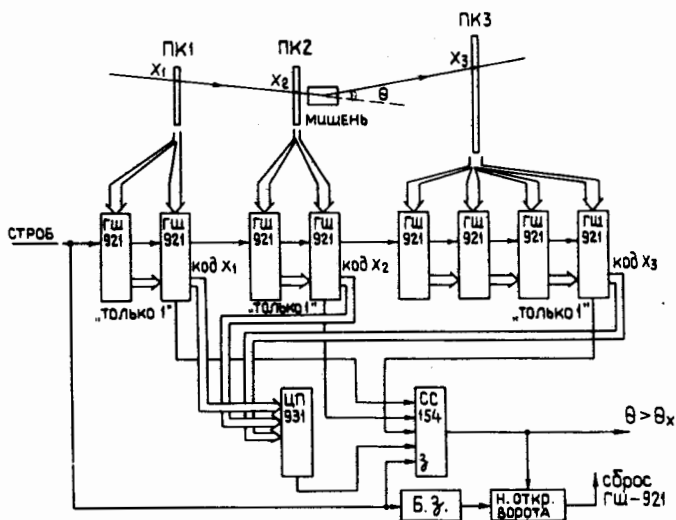 ПК1 ПК2 ПК3
X1 X2 X3
θ
МИШЕНЬ
СТРОБ
ГШ 921 ГШ 921 ГШ 921 ГШ 921 ГШ 921 ГШ 921 ГШ 921 ГШ 921
код X1 код X2 код X3
„ТОЛЬКО 1" „ТОЛЬКО 1" „ТОЛЬКО 1"
ЦП 931
СС 154
З
θ > θx
Б.З.
Н. ОТКР. ВОРОТА
СБРОС
ГШ-921